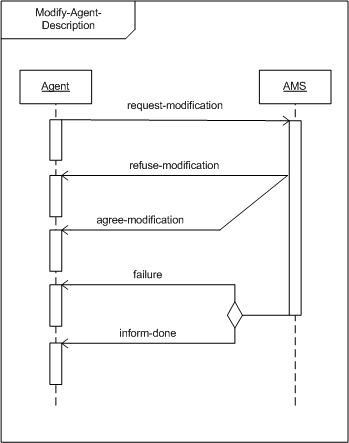 Modify-Agent-
Description
Agent
AMS
request-modification
refuse-modification
agree-modification
failure
inform-done